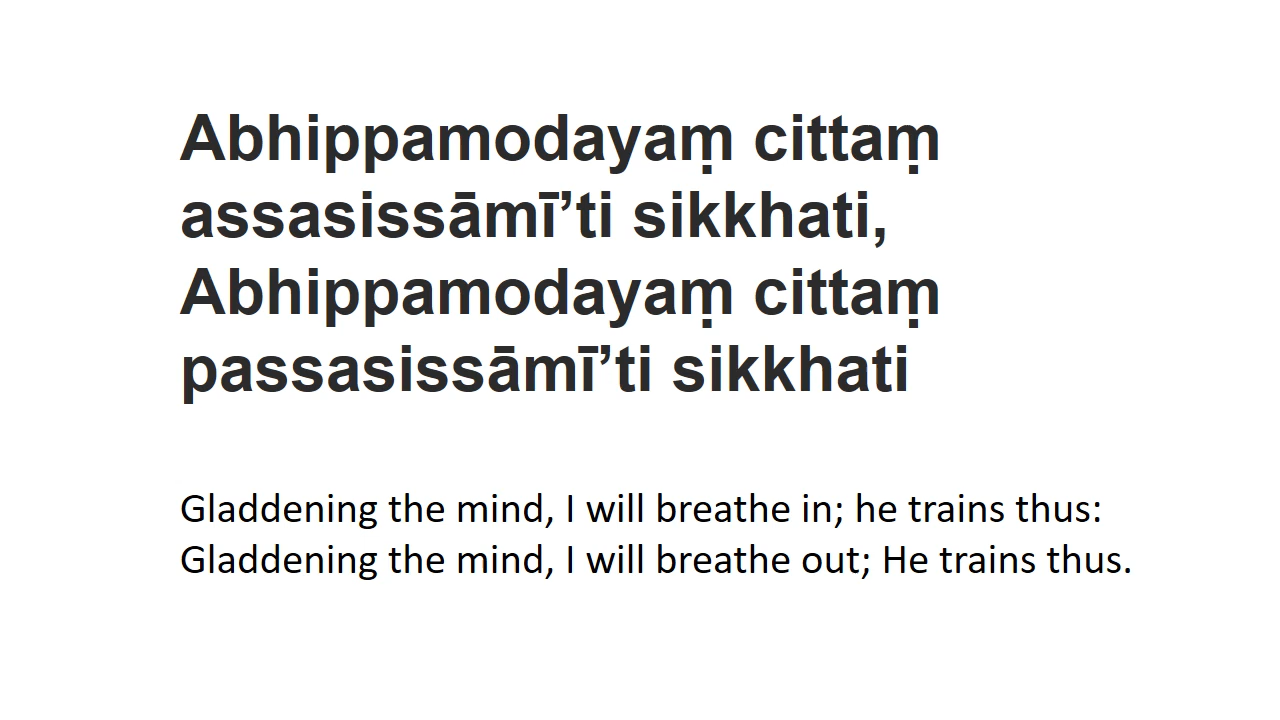 Abhippamodayaṃ cittaṃ
assasissāmī’ti sikkhati,
Abhippamodayaṃ cittaṃ
passasissāmī’ti sikkhati
Gladdening the mind, I will breathe in; he trains thus:
Gladdening the mind, I will breathe out; He trains thus.